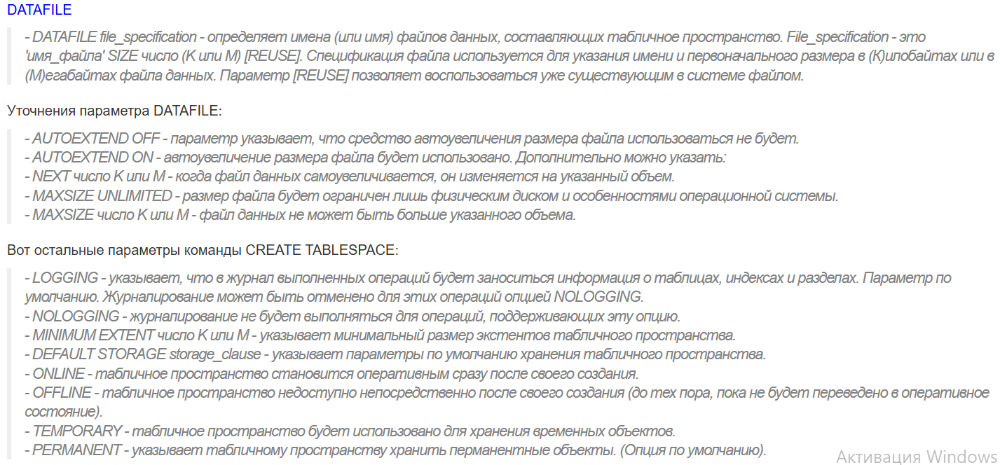 DATAFILE
- DATAFILE file_specification - определяет имена (или имя) файлов данных, составляющих табличное пространство. File_specification - это
'имя_файла' SIZE число (K или M) [REUSE]. Спецификация файла используется для указания имени и первоначального размера в (К)илобайтах или в
(М)егабайтах файла данных. Параметр [REUSE] позволяет воспользоваться уже существующим в системе файлом.
Уточнения параметра DATAFILE:
- AUTOEXTEND OFF - параметр указывает, что средство автоувеличения размера файла использоваться не будет.
- AUTOEXTEND ON - автоувеличение размера файла будет использовано. Дополнительно можно указать:
- NEXT число K или M - когда файл данных самоувеличивается, он изменяется на указанный объем.
- MAXSIZE UNLIMITED - размер файла будет ограничен лишь физическим диском и особенностями операционной системы.
- MAXSIZE число K или M - файл данных не может быть больше указанного объема.
Вот остальные параметры команды CREATE TABLESPACE:
- LOGGING - указывает, что в журнал выполненных операций будет заноситься информация о таблицах, индексах и разделах. Параметр по
умолчанию. Журналирование может быть отменено для этих операций опцией NOLOGGING.
- NOLOGGING - журналирование не будет выполняться для операций, поддерживающих эту опцию.
- MINIMUM EXTENT число K или M - указывает минимальный размер экстентов табличного пространства.
- DEFAULT STORAGE storage_clause - указывает параметры по умолчанию хранения табличного пространства.
- ONLINE - табличное пространство становится оперативным сразу после своего создания.
- OFFLINE - табличное пространство недоступно непосредственно после своего создания (до тех пора, пока не будет переведено в оперативное
состояние).
- TEMPORARY - табличное пространство будет использовано для хранения временных объектов.
- PERMANENT - указывает табличному пространству хранить перманентные объекты. (Опция по умолчанию).
Активация Windows